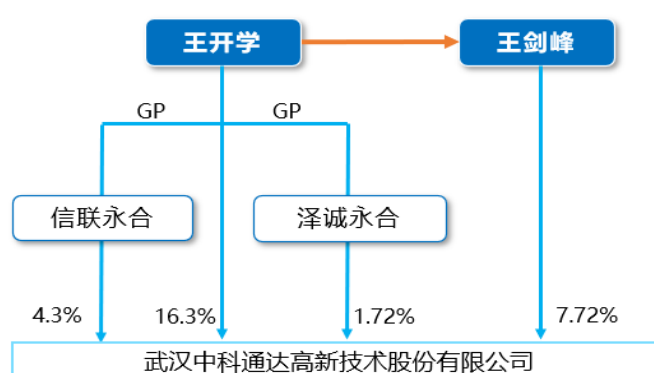 王开学
王剑峰
GP
GP
信联永合
泽诚永合
4.3%
16.3%
1.72%
7.72%
武汉中科通达高新技术股份有限公司